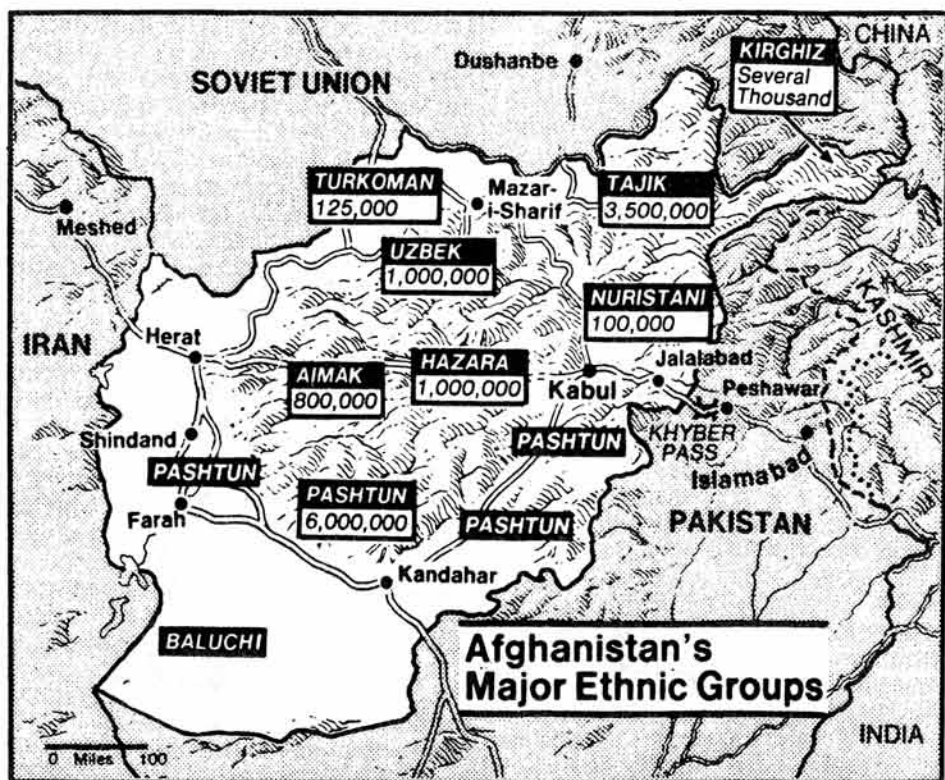 CHINA
KIRGHIZ
Several
Thousand
Dushanbe
SOVIET UNION
TURKOMAN
125,000
Mazar-
i-Sharif
TAJIK
3,500,000
Meshed
UZBEK
1,000,000
NURISTANI
100,000
KASHMIR
IRAN
Herat
AIMAK
800,000
HAZARA
1,000,000
Kabul
Jalalabad
Peshawar
KHYBER
PASS
Islamabad
Shindand
PASHTUN
PASHTUN
Farah
PASHTUN
6,000,000
PASHTUN
PAKISTAN
Kandahar
BALUCHI
Afghanistan's
Major Ethnic Groups
INDIA
0 Miles 100